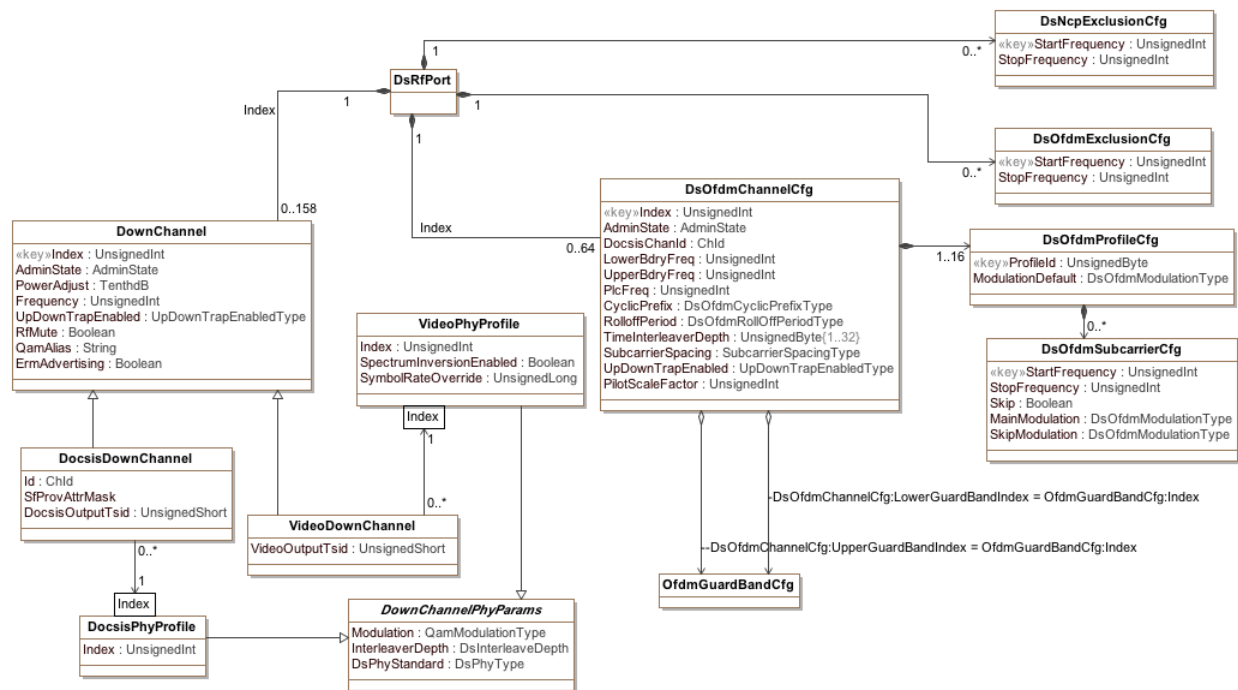 DsNcpExclusionCfg
«key»StartFrequency : UnsignedInt
StopFrequency : UnsignedInt
1
0..*
DsRfPort
1
1
1
Index
DsOfdmExclusionCfg
«key»StartFrequency : UnsignedInt
StopFrequency : UnsignedInt
0..*
0..158
Index
0..64
DownChannel
«key»Index : UnsignedInt
AdminState : AdminState
PowerAdjust : TenthdB
Frequency : UnsignedInt
UpDownTrapEnabled : UpDownTrapEnabledType
RfMute : Boolean
QamAlias : String
ErmAdvertising : Boolean
DsOfdmChannelCfg
«key»Index : UnsignedInt
AdminState : AdminState
DocsisChanId : ChId
LowerBdryFreq : UnsignedInt
UpperBdryFreq : UnsignedInt
PlcFreq : UnsignedInt
CyclicPrefix : DsOfdmCyclicPrefixType
RolloffPeriod : DsOfdmRollOffPeriodType
TimeInterleaverDepth : UnsignedByte{1..32}
SubcarrierSpacing : SubcarrierSpacingType
UpDownTrapEnabled : UpDownTrapEnabledType
PilotScaleFactor : UnsignedInt
1..16
DsOfdmProfileCfg
«key»ProfileId : UnsignedByte
ModulationDefault : DsOfdmModulationType
0..*
DsOfdmSubcarrierCfg
«key»StartFrequency : UnsignedInt
StopFrequency : UnsignedInt
Skip : Boolean
MainModulation : DsOfdmModulationType
SkipModulation : DsOfdmModulationType
VideoPhyProfile
Index : UnsignedInt
SpectrumInversionEnabled : Boolean
SymbolRateOverride : UnsignedLong
Index
1
0..*
DocsisDownChannel
Id : ChId
SfProvAttrMask
DocsisOutputTsid : UnsignedShort
VideoDownChannel
VideoOutputTsid : UnsignedShort
0..*
1
Index
DocsisPhyProfile
Index : UnsignedInt
DownChannelPhyParams
Modulation : QamModulationType
InterleaverDepth : DsInterleaveDepth
DsPhyStandard : DsPhyType
-DsOfdmChannelCfg:LowerGuardBandIndex = OfdmGuardBandCfg:Index
--DsOfdmChannelCfg:UpperGuardBandIndex = OfdmGuardBandCfg:Index
OfdmGuardBandCfg